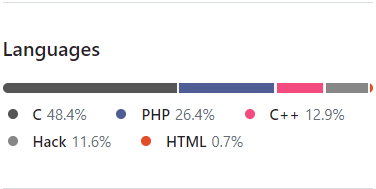 Languages
C 48.4% PHP 26.4% C++ 12.9%
Hack 11.6% HTML 0.7%